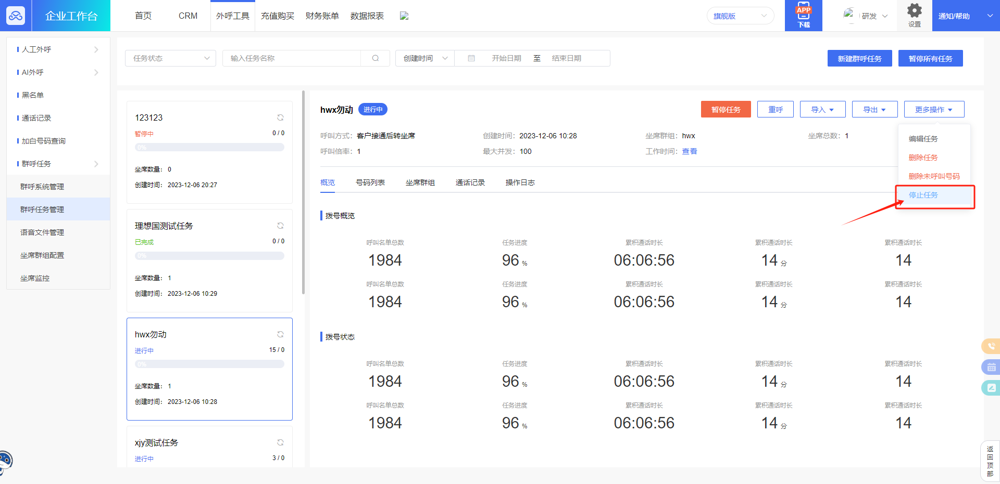 企业工作台
首页
CRM
外呼工具
充值购买
财务账单
数据报表
旗舰版
APP
下载
研发
设置
通知/帮助
人工外呼
AI外呼
黑名单
通话记录
加白号码查询
群呼任务
群呼系统管理
群呼任务管理
语音文件管理
坐席群组配置
坐席监控
任务状态
输入任务名称
创建时间
开始日期 至 结束日期
新建群呼任务
暂停所有任务
123123
暂停中 0 / 0
0%
坐席数量： 0
创建时间： 2023-12-06 20:27
理想国测试任务
已完成 0 / 0
0%
坐席数量： 1
创建时间： 2023-12-06 10:29
hwx勿动
进行中 15 / 0
0%
坐席数量： 1
创建时间： 2023-12-06 10:28
xjy测试任务
进行中 3 / 0
hwx勿动 进行中
暂停任务
重呼
导入
导出
更多操作
编辑任务
删除任务
删除未呼叫号码
停止任务
呼叫方式：客户接通后转坐席 创建时间：2023-12-06 10:28 坐席群组：hwx 坐席总数：1
呼叫倍率：1 最大并发：100 工作时间：查看
概览 号码列表 坐席群组 通话记录 操作日志
拨号概览
呼叫名单总数 任务进度 累积通话时长 累积通话时长 累积通话时长
1984 96 % 06:06:56 14 分 14
呼叫名单总数 任务进度 累积通话时长 累积通话时长 累积通话时长
1984 96 % 06:06:56 14 分 14
拨号状态
呼叫名单总数 任务进度 累积通话时长 累积通话时长 累积通话时长
1984 96 % 06:06:56 14 分 14
呼叫名单总数 任务进度 累积通话时长 累积通话时长 累积通话时长
1984 96 % 06:06:56 14 分 14
返回顶部